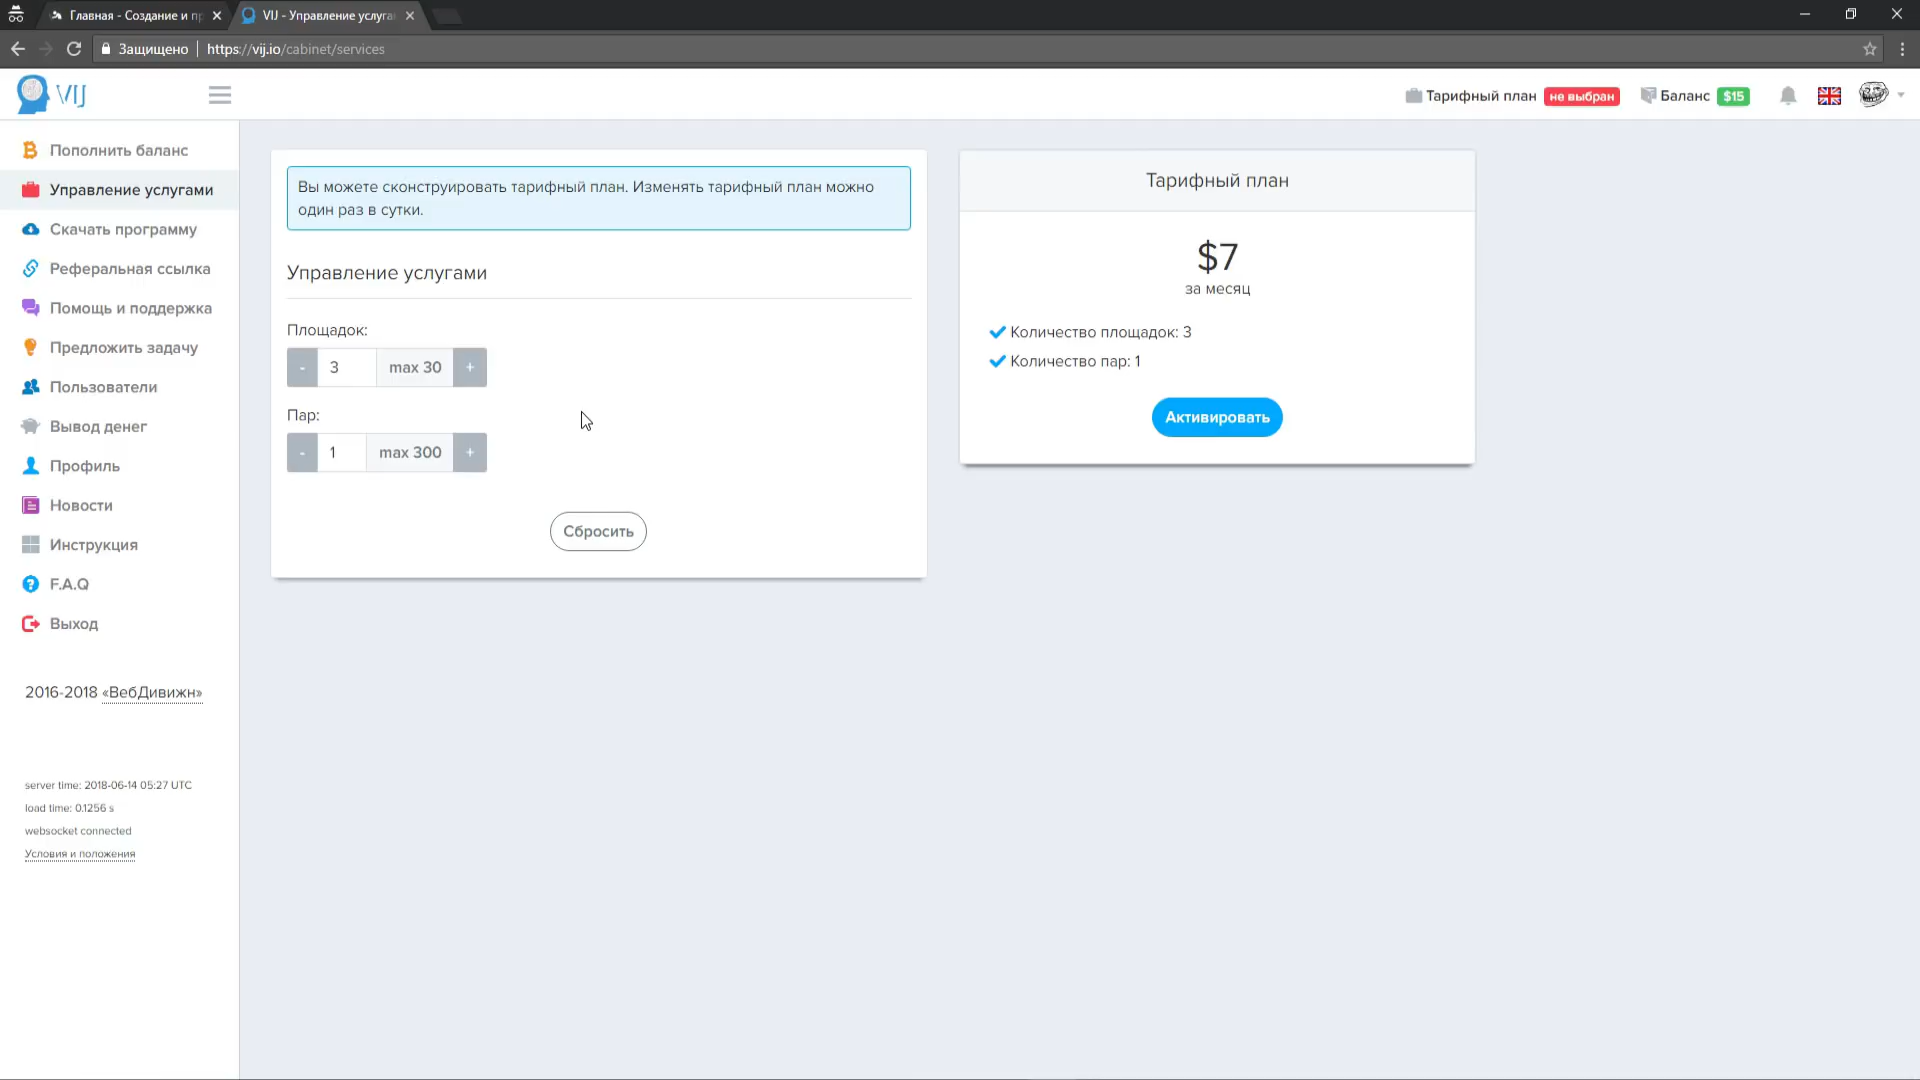 Главная - Создание и пр
VIJ - Управление услуга
Защищено
https://vij.io/cabinet/services
VIJ
Тарифный план
не выбран
Баланс
$15
Пополнить баланс
Управление услугами
Скачать программу
Реферальная ссылка
Помощь и поддержка
Предложить задачу
Пользователи
Вывод денег
Профиль
Новости
Инструкция
F.A.Q
Выход
2016-2018 «ВебДивижн»
server time: 2018-06-14 05:27 UTC
load time: 0.1256 s
websocket connected
Условия и положения
Вы можете сконструировать тарифный план. Изменять тарифный план можно
один раз в сутки.
Управление услугами
Площадок:
- 3 max 30 +
Пар:
- 1 max 300 +
Сбросить
Тарифный план
$7
за месяц
Количество площадок: 3
Количество пар: 1
Активировать